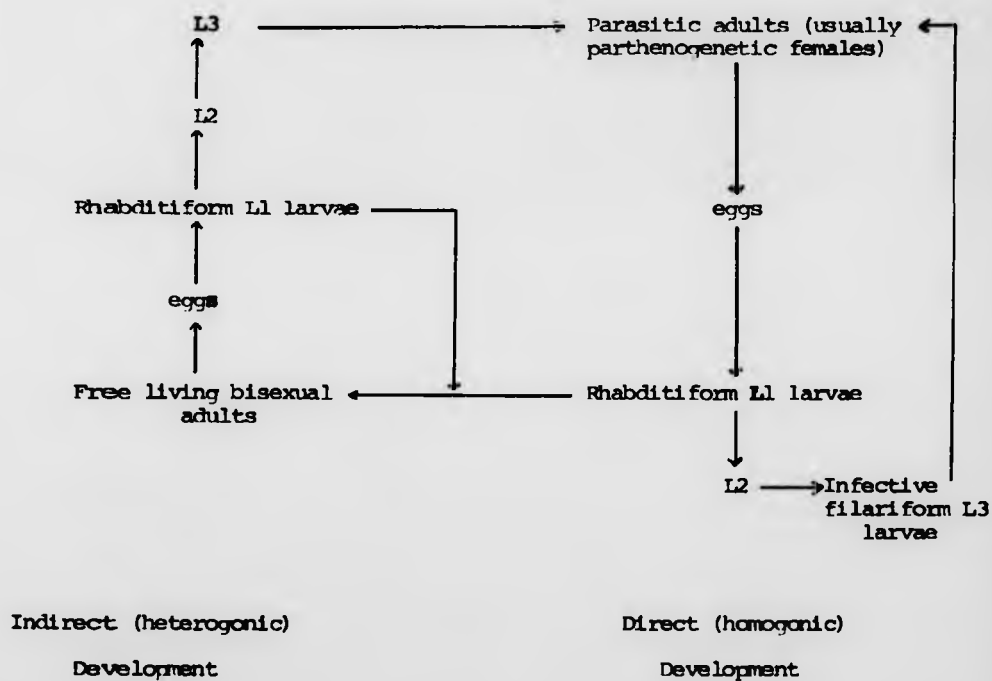 L3
Parasitic adults (usually
parthenogenetic females)
L2
Rhabditiform L1 larvae
eggs
eggs
Free living bisexual
adults
Rhabditiform L1 larvae
L2
Infective
filariform L3
larvae
Indirect (heterogonic)
Development
Direct (homogonic)
Development